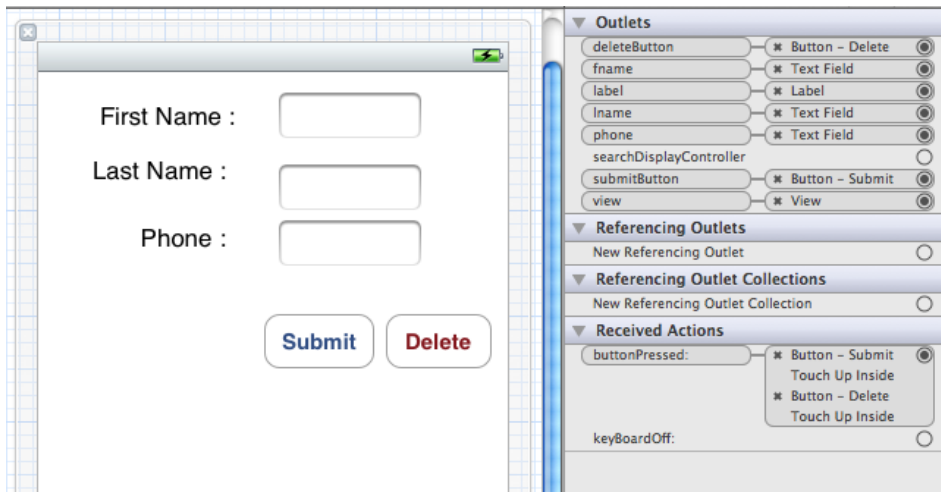 First Name :
Last Name :
Phone :
Submit Delete
Outlets
deleteButton Button – Delete
fname Text Field
label Label
lname Text Field
phone Text Field
searchDisplayController
submitButton Button – Submit
view View
Referencing Outlets
New Referencing Outlet
Referencing Outlet Collections
New Referencing Outlet Collection
Received Actions
buttonPressed: Button – Submit
Touch Up Inside
Button – Delete
Touch Up Inside
keyBoardOff: